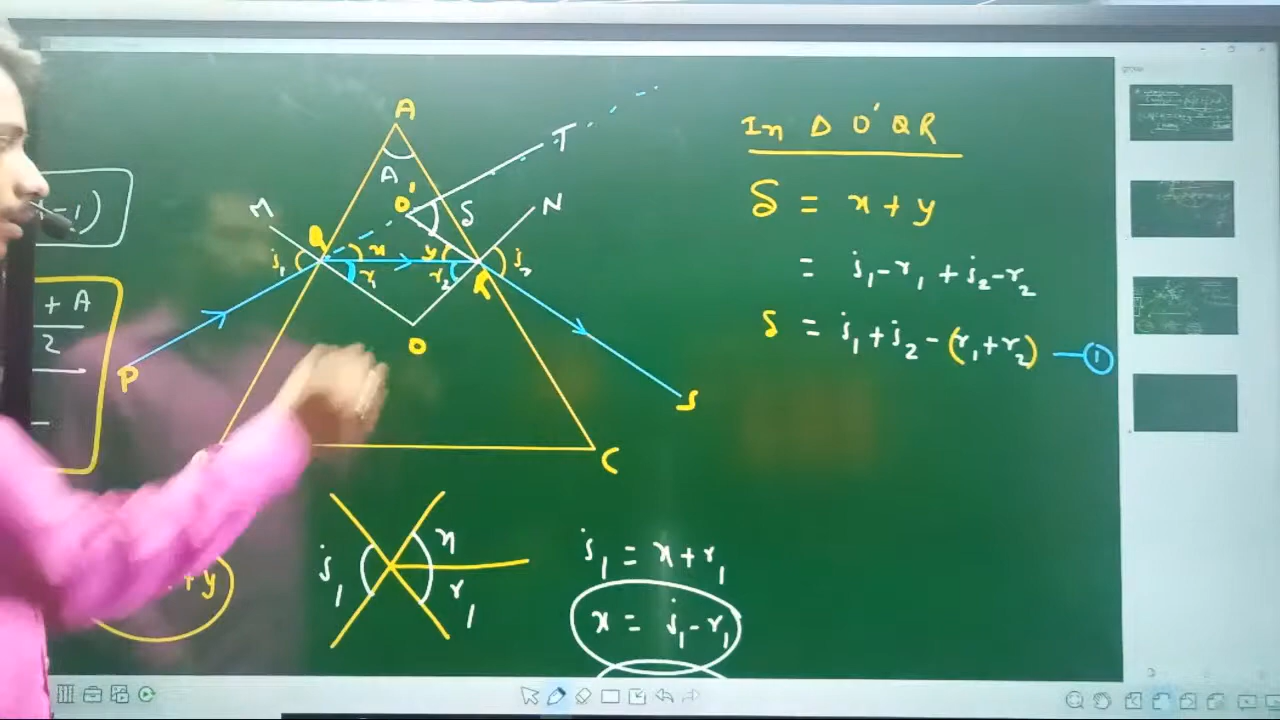 -1)
+ A
2
A
A
O'
T
M
N
δ
Q
x
y
R
i₁
r₁
r₂
i₂
O
P
S
C
In Δ O'QR
δ = x + y
= i₁ - r₁ + i₂ - r₂
δ = i₁ + i₂ - (r₁ + r₂) — ①
+ y
i₁
x
r₁
i₁ = x + r₁
x = i₁ - r₁